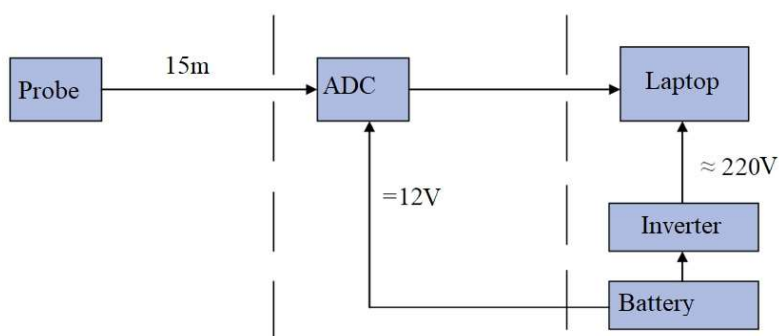 15m
Probe
ADC
Laptop
=12V
≈ 220V
Inverter
Battery